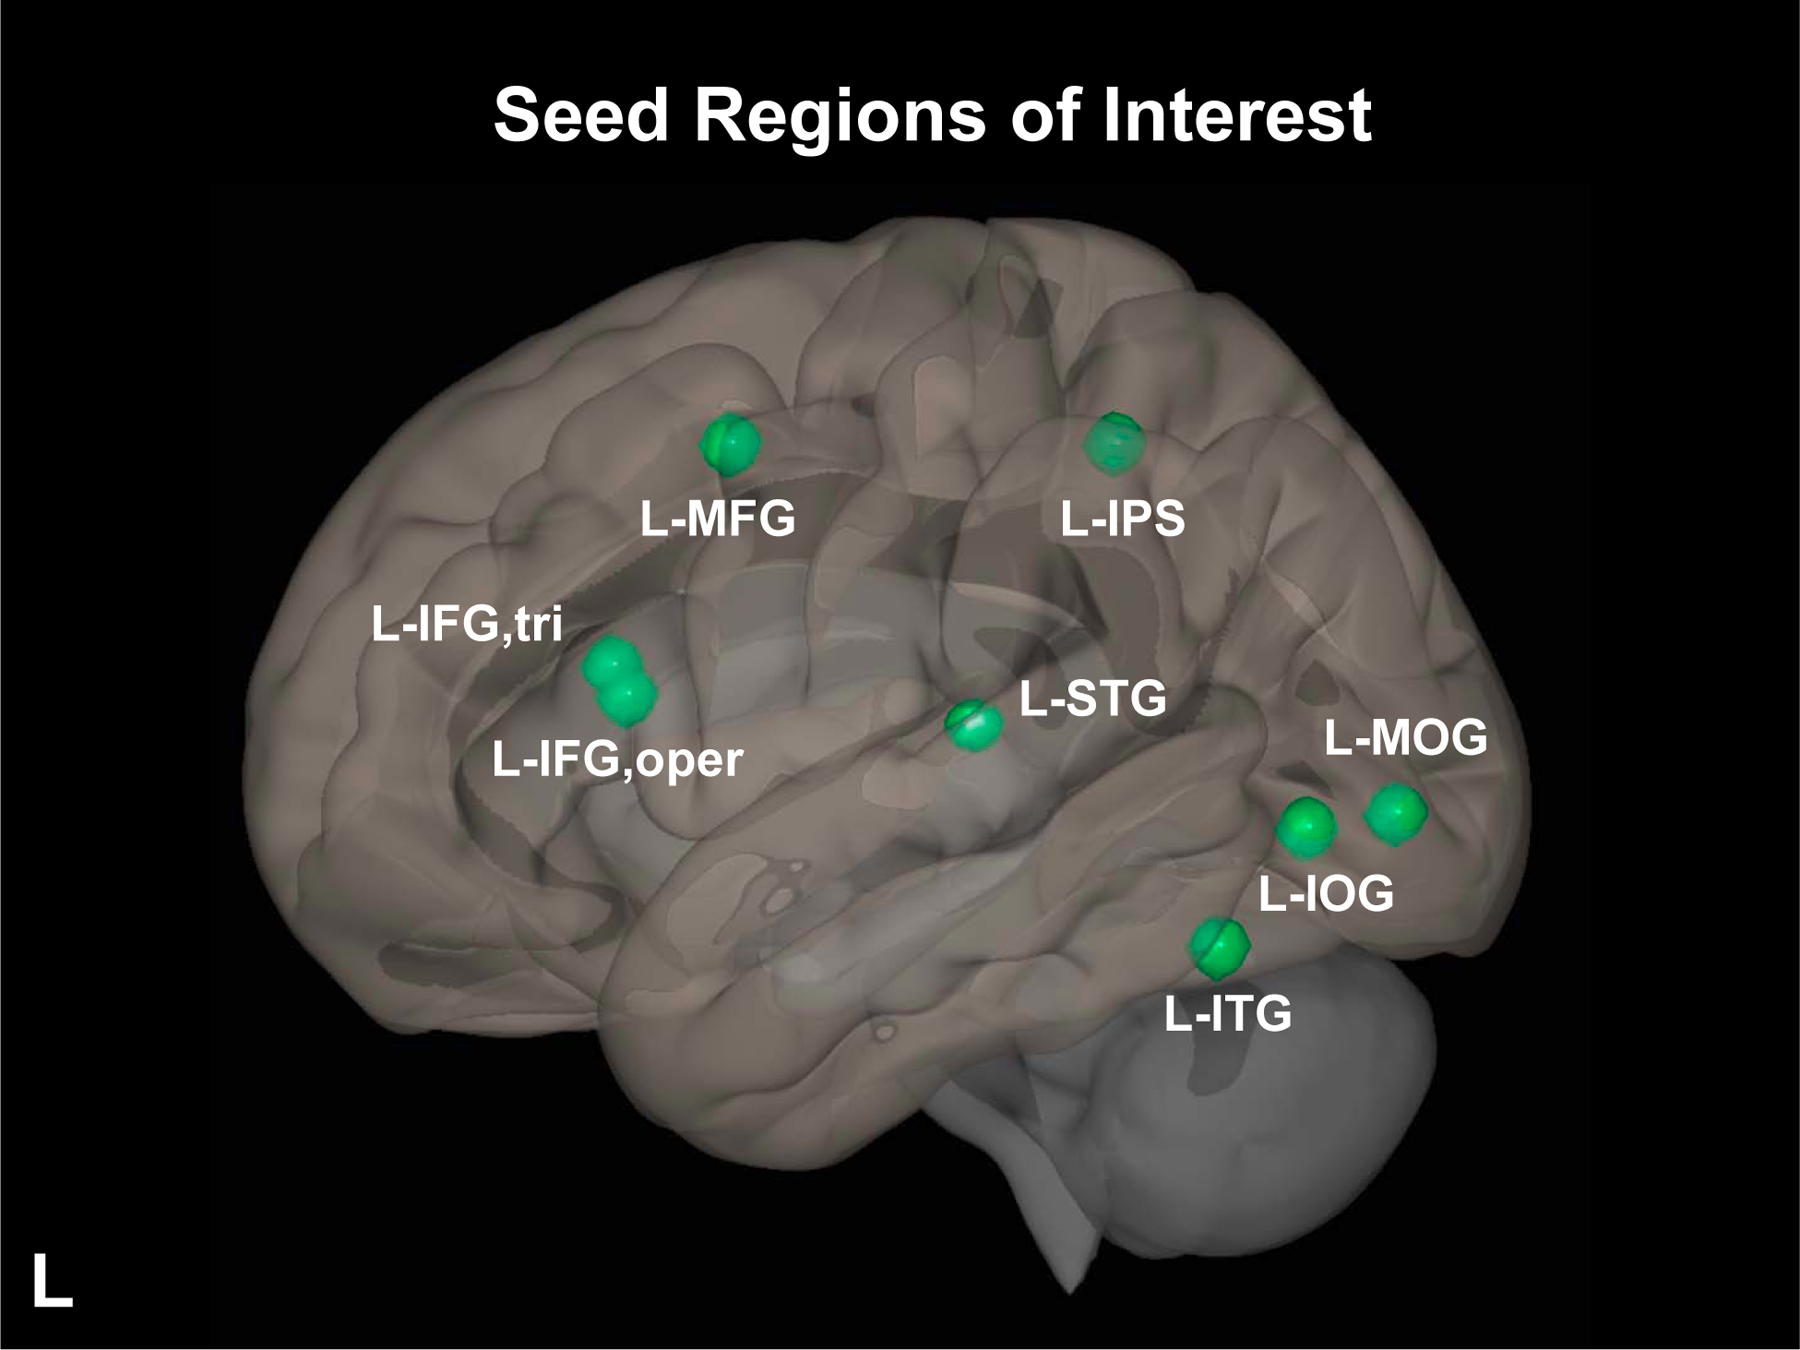 Seed Regions of Interest
L-MFG
L-IPS
L-IFG,tri
L-STG
L-IFG,oper
L-MOG
L-IOG
L-ITG
L